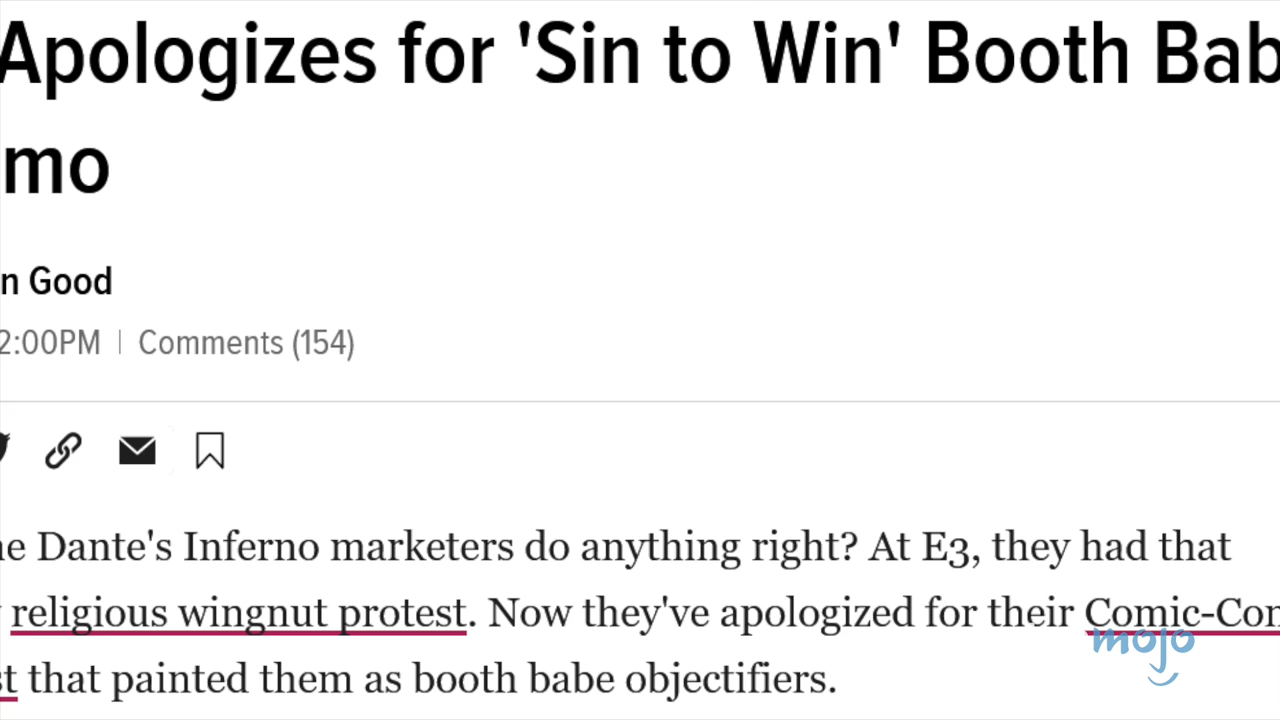 Apologizes for 'Sin to Win' Booth Bab
mo
n Good
2:00PM | Comments (154)
he Dante's Inferno marketers do anything right? At E3, they had that
religious wingnut protest. Now they've apologized for their Comic-Con
st that painted them as booth babe objectifiers.
mojo